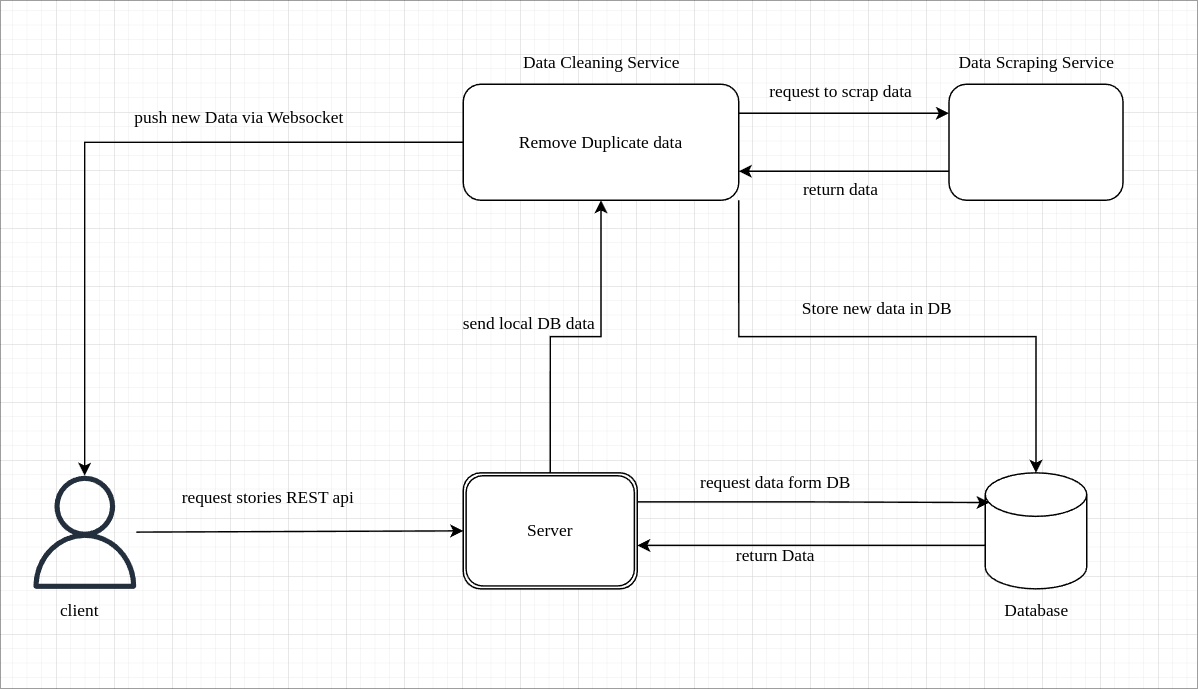 Data Cleaning Service
Data Scraping Service
request to scrap data
push new Data via Websocket
Remove Duplicate data
return data
Store new data in DB
send local DB data
request data form DB
request stories REST api
Server
return Data
client
Database